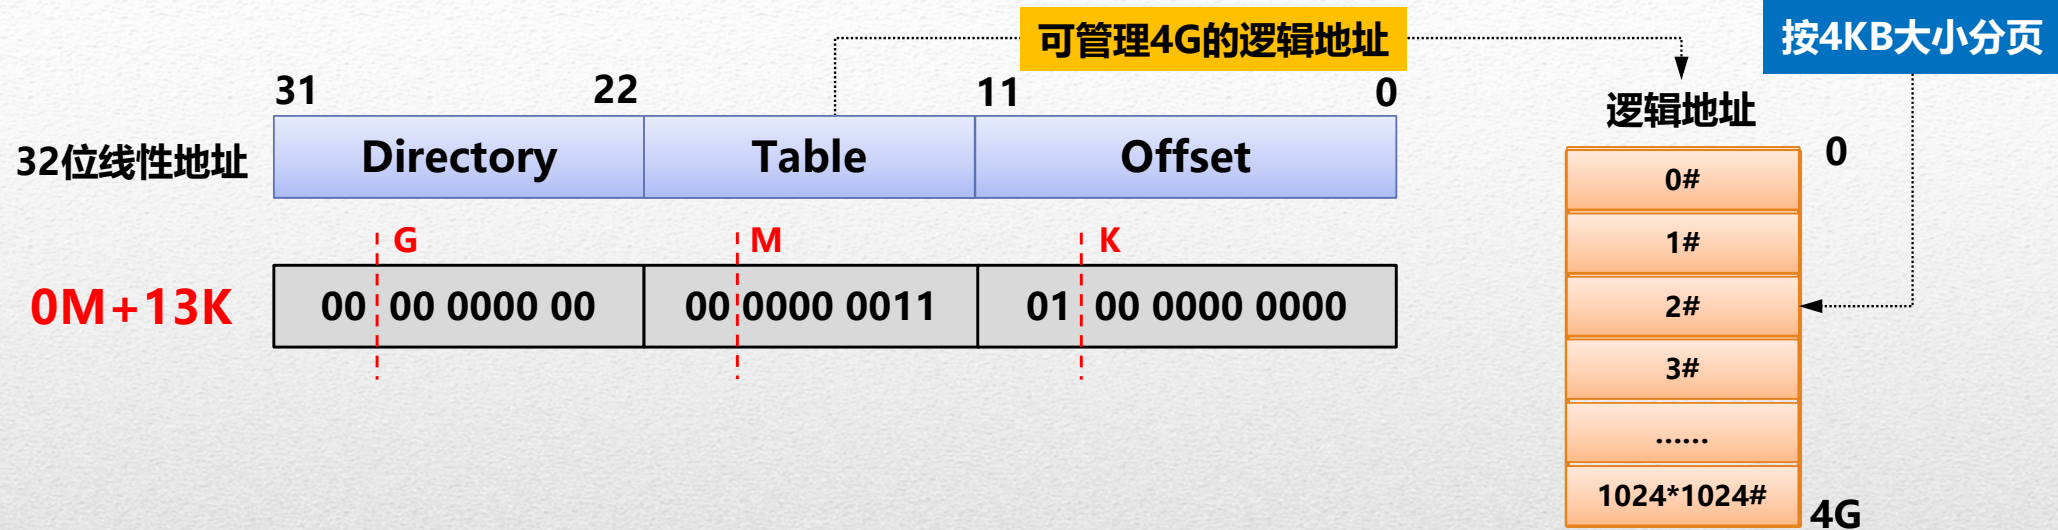 可管理4G的逻辑地址
按4KB大小分页
31
22
11
0
逻辑地址
32位线性地址
Directory
Table
Offset
0
0#
G
M
K
1#
0M+13K
00 00 0000 00
00 0000 0011
01 00 0000 0000
2#
3#
......
1024*1024#
4G